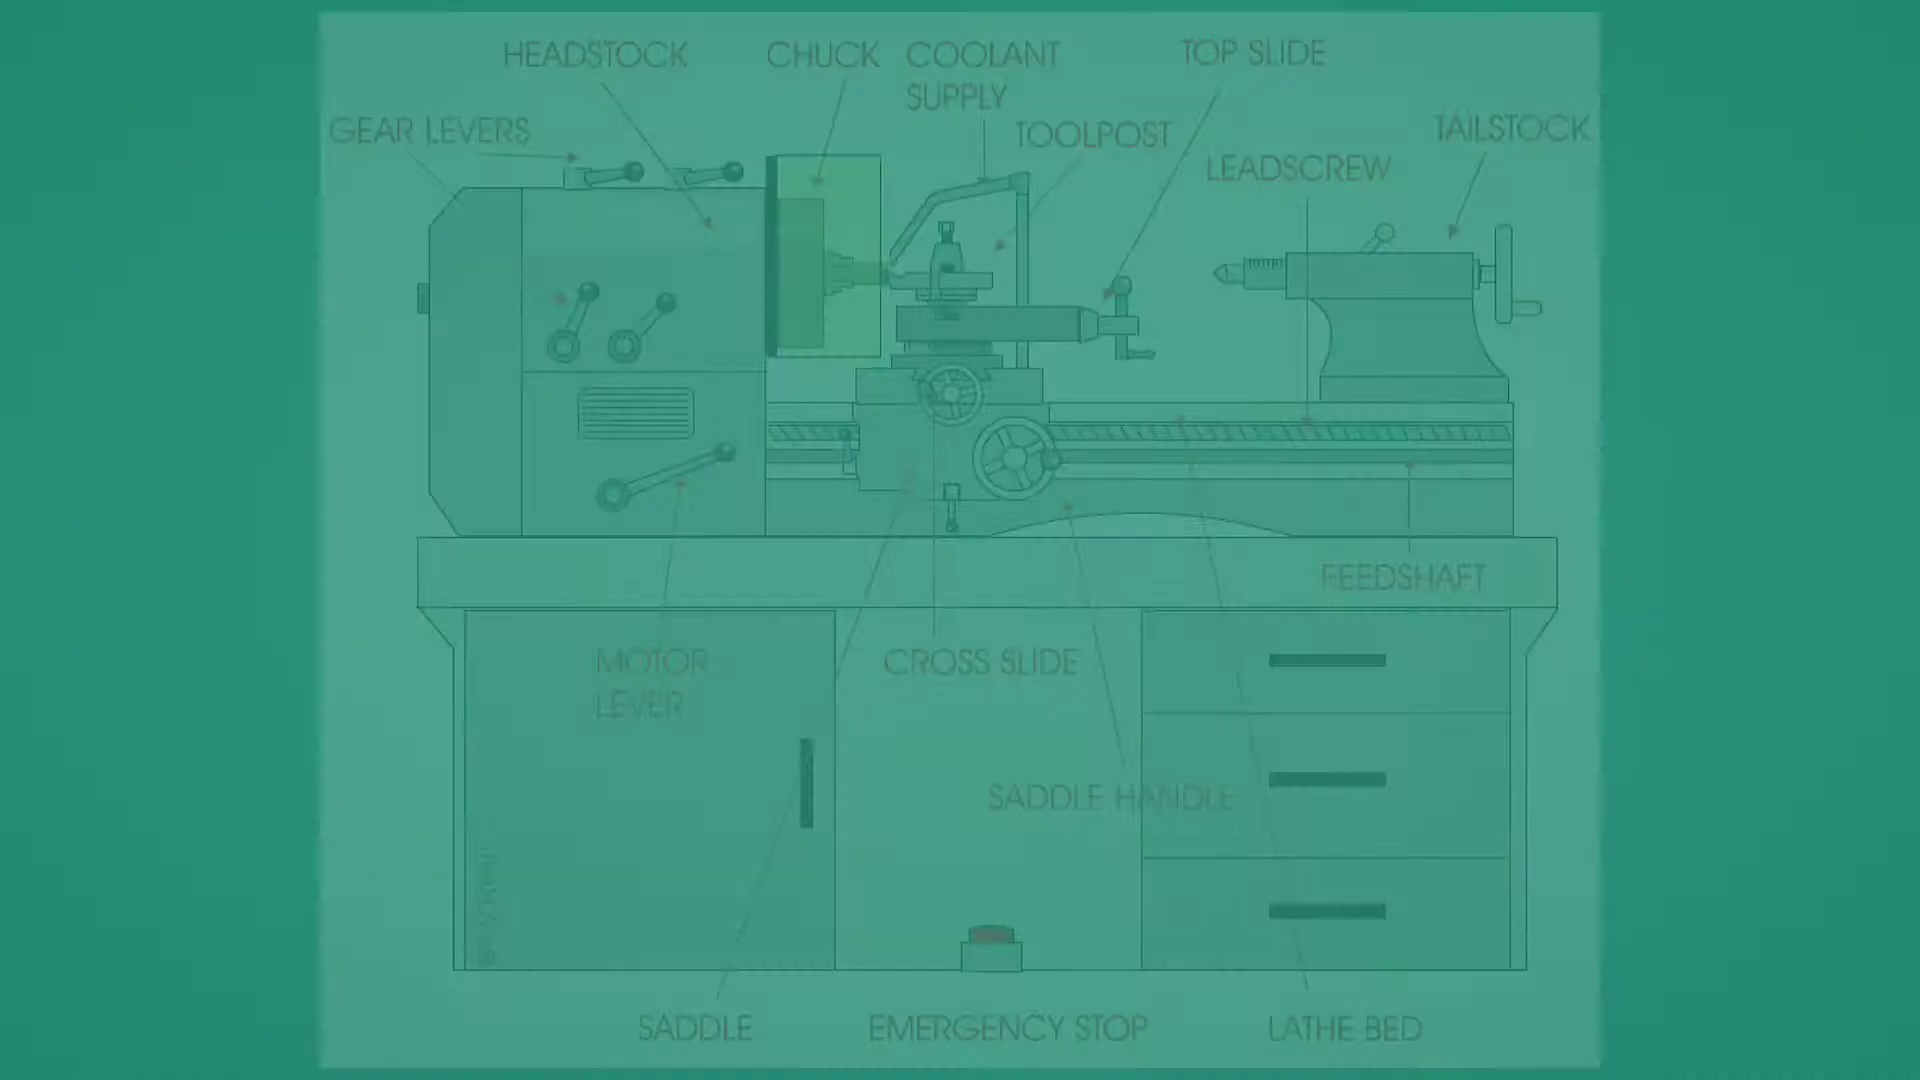 HEADSTOCK
CHUCK
COOLANT
SUPPLY
TOP SLIDE
GEAR LEVERS
TOOLPOST
TAILSTOCK
LEADSCREW
FEEDSHAFT
MOTOR
LEVER
CROSS SLIDE
SADDLE HANDLE
SADDLE
EMERGENCY STOP
LATHE BED